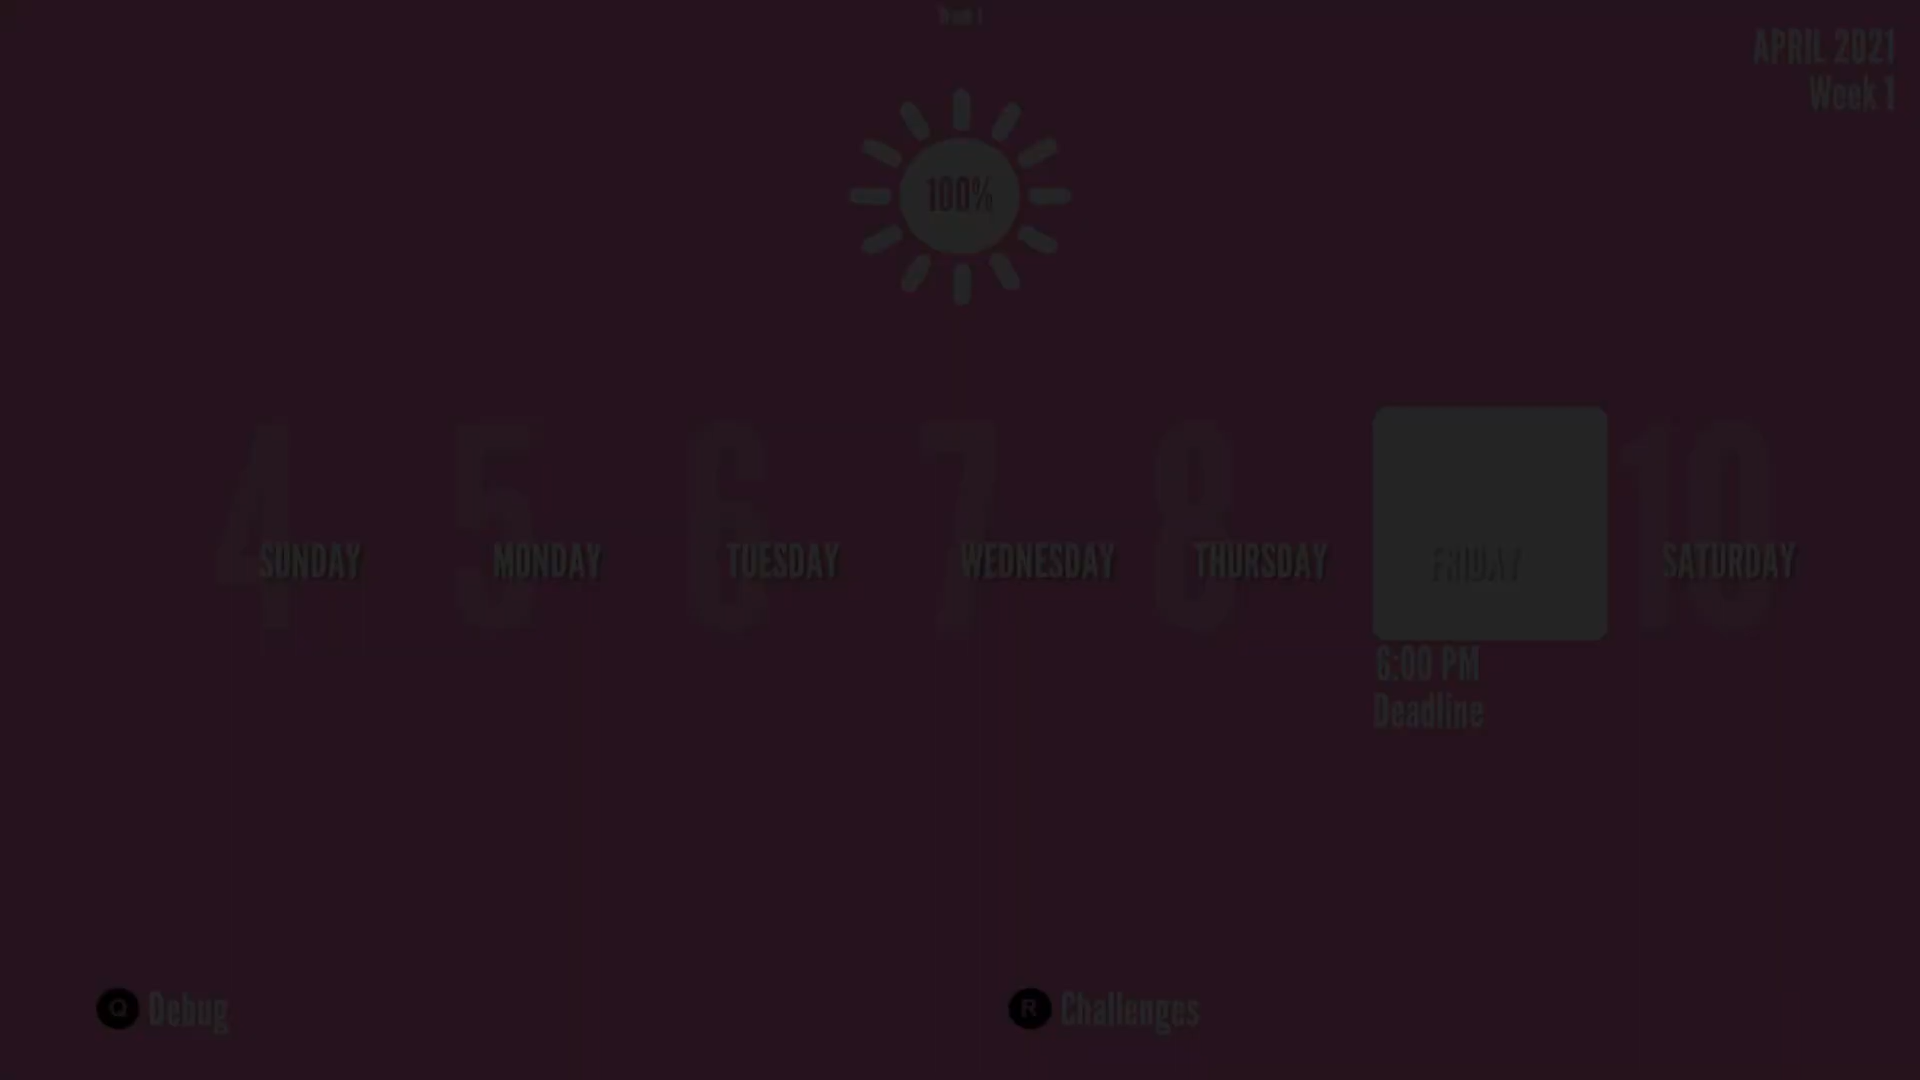 APRIL 2021
Week 1
100%
4
5
6
7
8
10
SUNDAY
MONDAY
TUESDAY
WEDNESDAY
THURSDAY
FRIDAY
SATURDAY
6:00 PM
Deadline
Q Debug
R Challenges